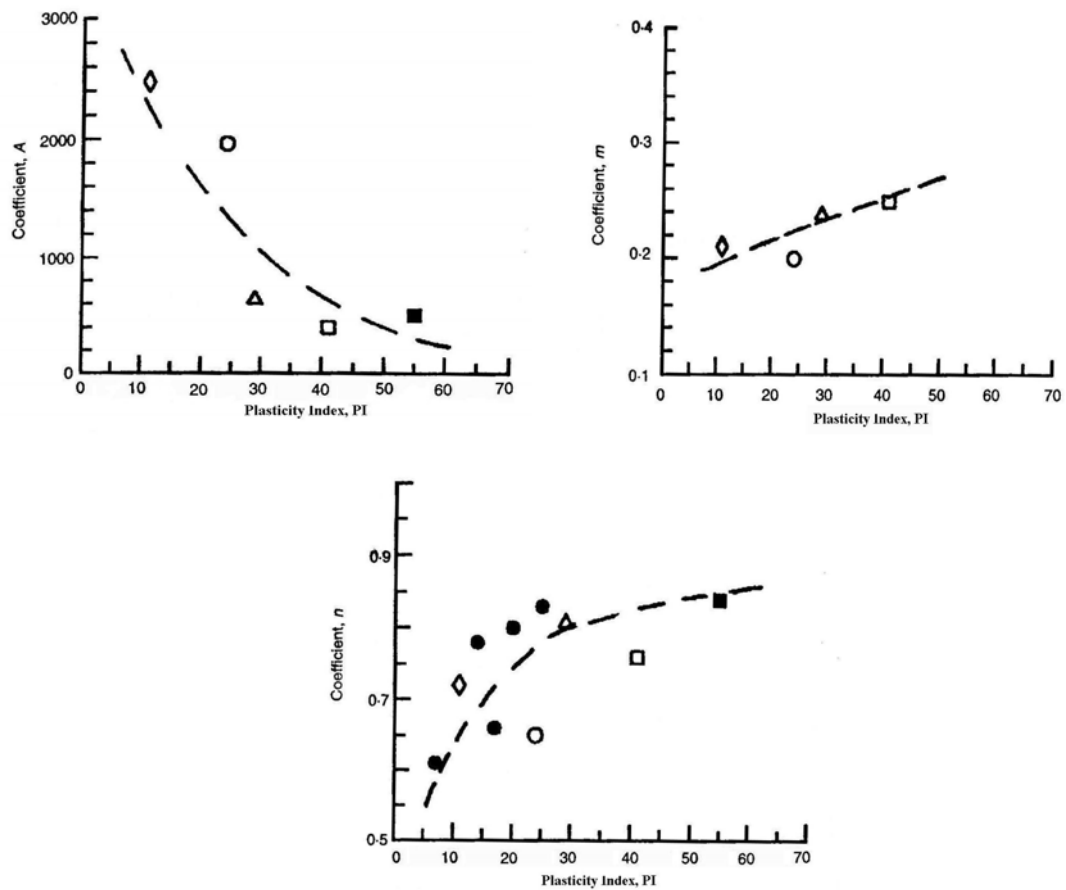 3000
2000
1000
0
Coefficient, A
0 10 20 30 40 50 60 70
Plasticity Index, PI
0·4
0·3
0·2
0·1
Coefficient, m
10 20 30 40 50 60 70
Plasticity Index, PI
0·9
0·7
0·5
Coefficient, n
0 10 20 30 40 50 60 70
Plasticity Index, PI